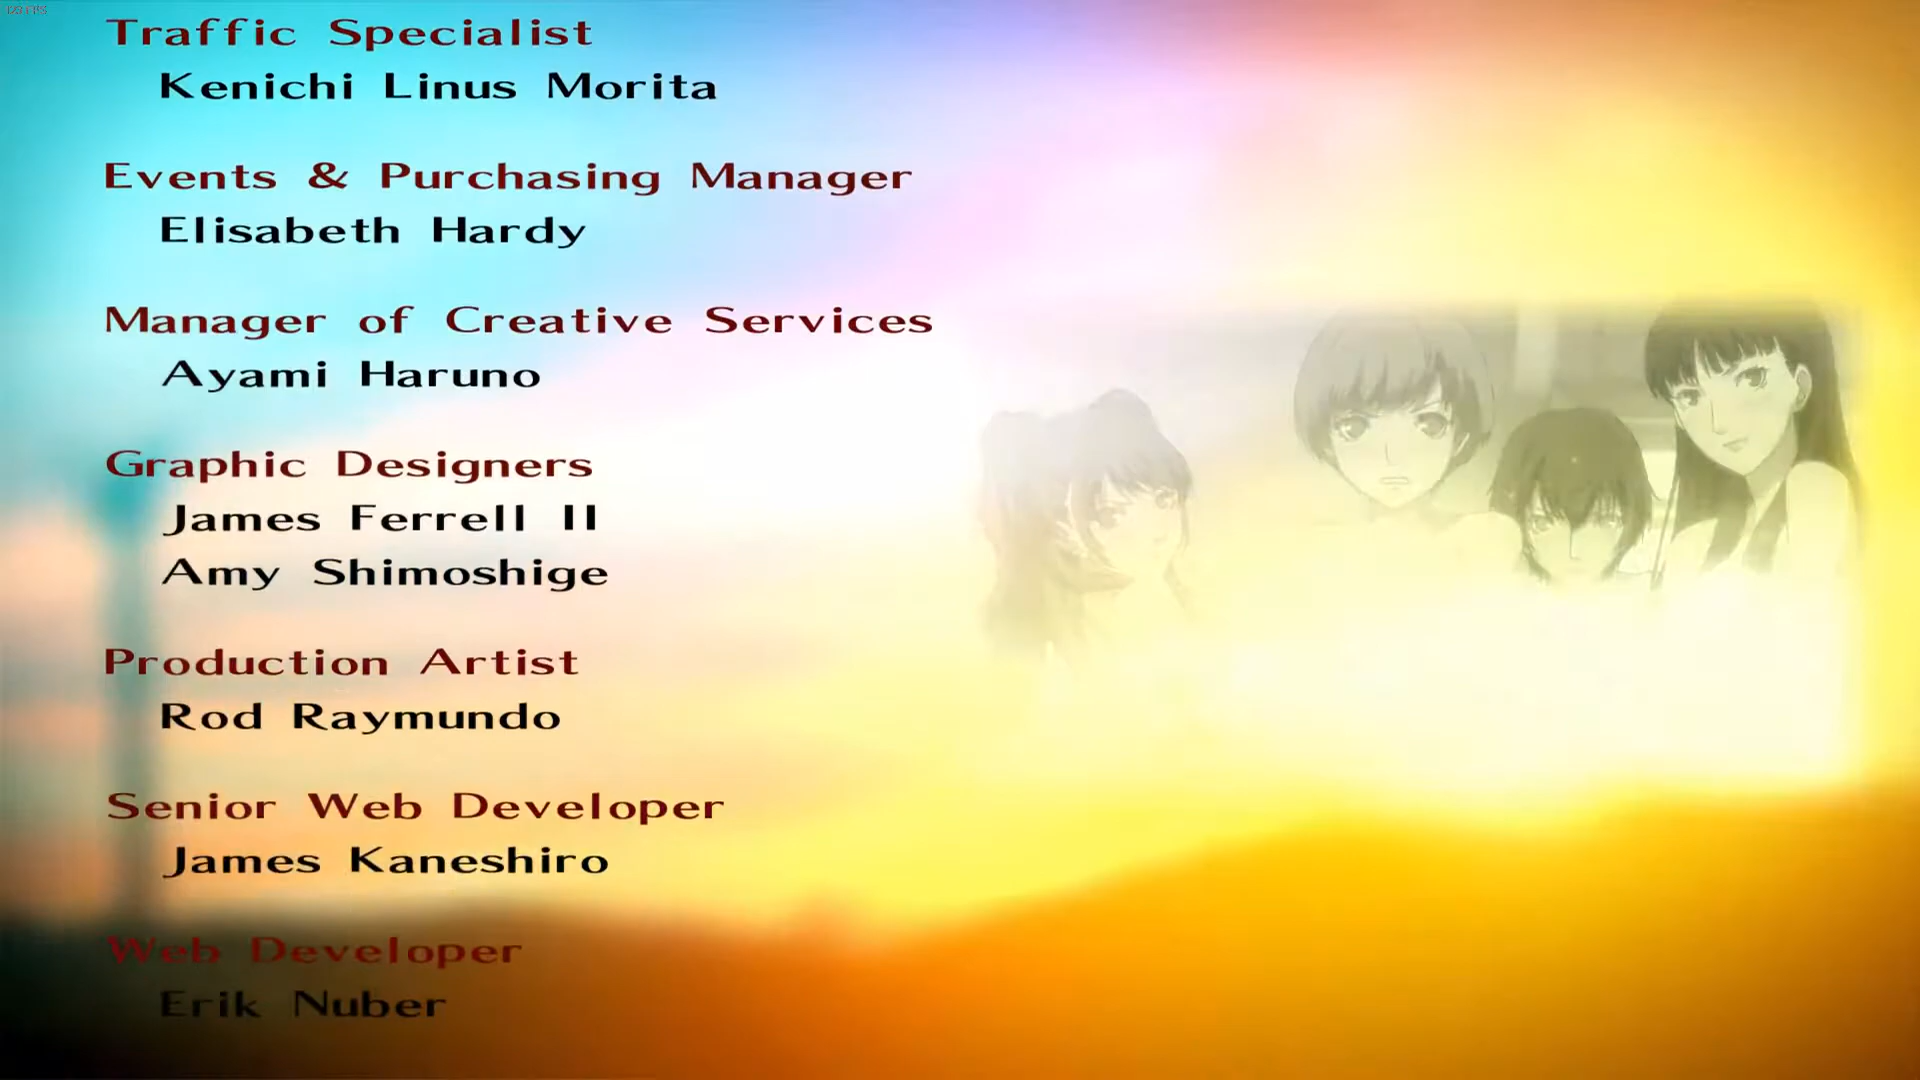 Traffic Specialist
Kenichi Linus Morita
Events & Purchasing Manager
Elisabeth Hardy
Manager of Creative Services
Ayami Haruno
Graphic Designers
James Ferrell II
Amy Shimoshige
Production Artist
Rod Raymundo
Senior Web Developer
James Kaneshiro
Web Developer
Erik Nuber